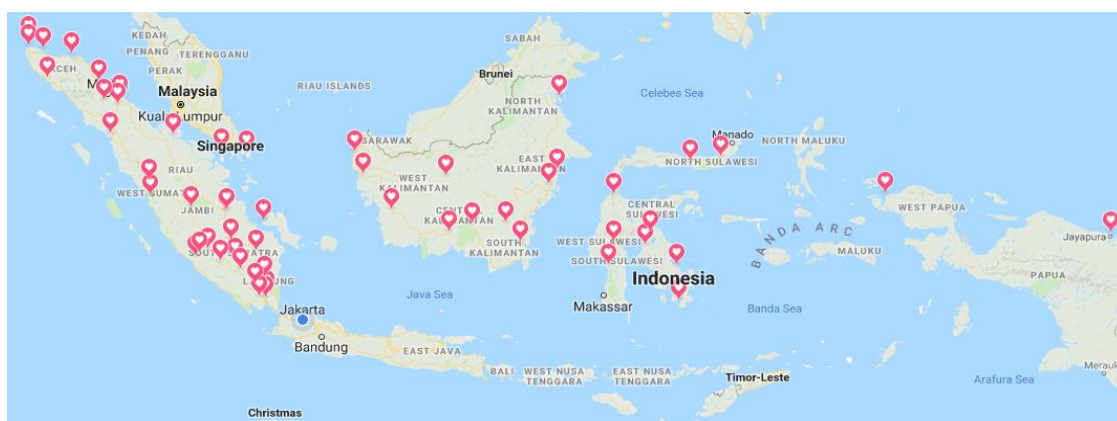 KEDAH
PENANG
TERENGGANU
PERAK
ACEH
Malaysia
Kuala Lumpur
RIAU ISLANDS
Singapore
RIAU
WEST SUMATRA
JAMBI
SOUTH SUMATRA
LAMPUNG
SABAH
Brunei
NORTH
KALIMANTAN
SARAWAK
WEST
KALIMANTAN
EAST
KALIMANTAN
CENTRAL
KALIMANTAN
SOUTH
KALIMANTAN
Celebes Sea
Manado
NORTH MALUKU
NORTH SULAWESI
CENTRAL
SULAWESI
WEST SULAWESI
SOUTH SULAWESI
Indonesia
Makassar
BANDA ARC
MALUKU
WEST PAPUA
Jayapura
PAPUA
Java Sea
Banda Sea
Jakarta
Bandung
EAST JAVA
BALI
WEST NUSA
TENGGARA
EAST NUSA
TENGGARA
Timor-Leste
Arafura Sea
Merauk
Christmas